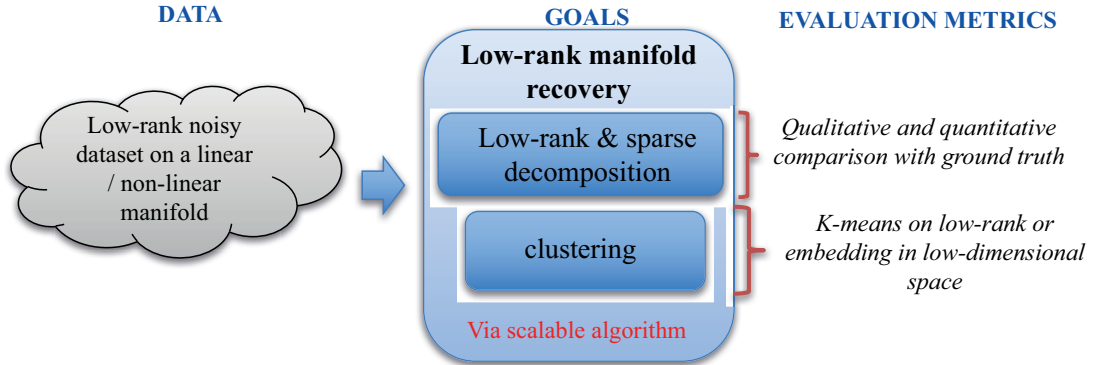 DATA
GOALS
EVALUATION METRICS
Low-rank noisy
dataset on a linear
/ non-linear
manifold
Low-rank manifold
recovery
Low-rank & sparse
decomposition
clustering
Via scalable algorithm
Qualitative and quantitative
comparison with ground truth
K-means on low-rank or
embedding in low-dimensional
space